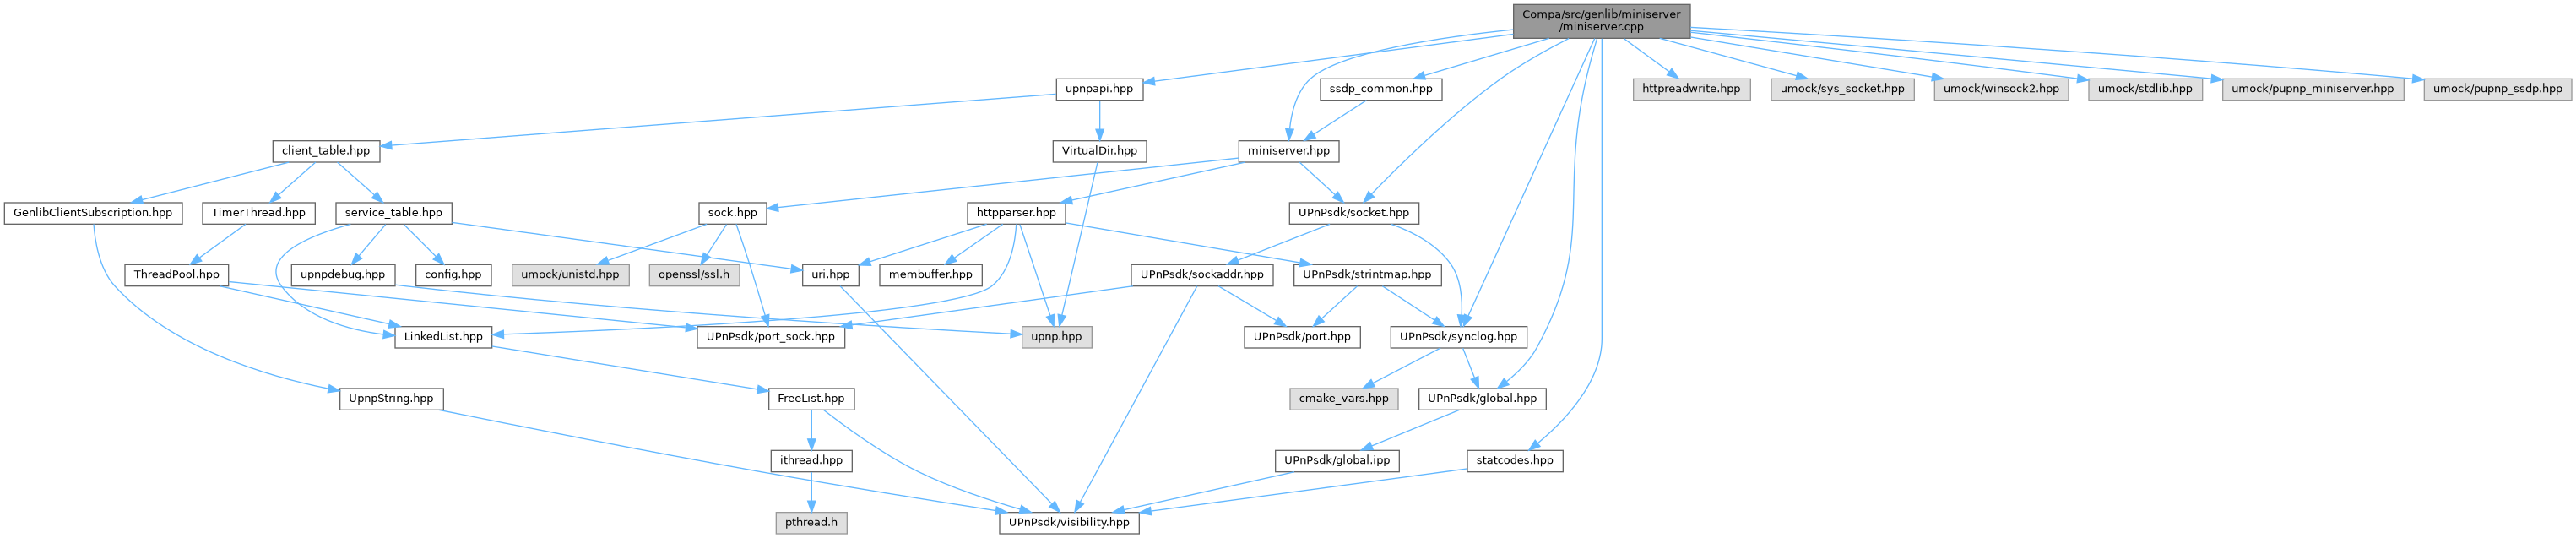 Compa/src/genlib/miniserver
/miniserver.cpp
upnpapi.hpp
ssdp_common.hpp
httpreadwrite.hpp
umock/sys_socket.hpp
umock/winsock2.hpp
umock/stdlib.hpp
umock/pupnp_miniserver.hpp
umock/pupnp_ssdp.hpp
client_table.hpp
VirtualDir.hpp
miniserver.hpp
GenlibClientSubscription.hpp
TimerThread.hpp
service_table.hpp
sock.hpp
httpparser.hpp
UPnPsdk/socket.hpp
ThreadPool.hpp
upnpdebug.hpp
config.hpp
umock/unistd.hpp
openssl/ssl.h
uri.hpp
membuffer.hpp
UPnPsdk/sockaddr.hpp
UPnPsdk/strintmap.hpp
LinkedList.hpp
UPnPsdk/port_sock.hpp
upnp.hpp
UPnPsdk/port.hpp
UPnPsdk/synclog.hpp
UpnpString.hpp
FreeList.hpp
cmake_vars.hpp
UPnPsdk/global.hpp
ithread.hpp
UPnPsdk/global.ipp
statcodes.hpp
pthread.h
UPnPsdk/visibility.hpp